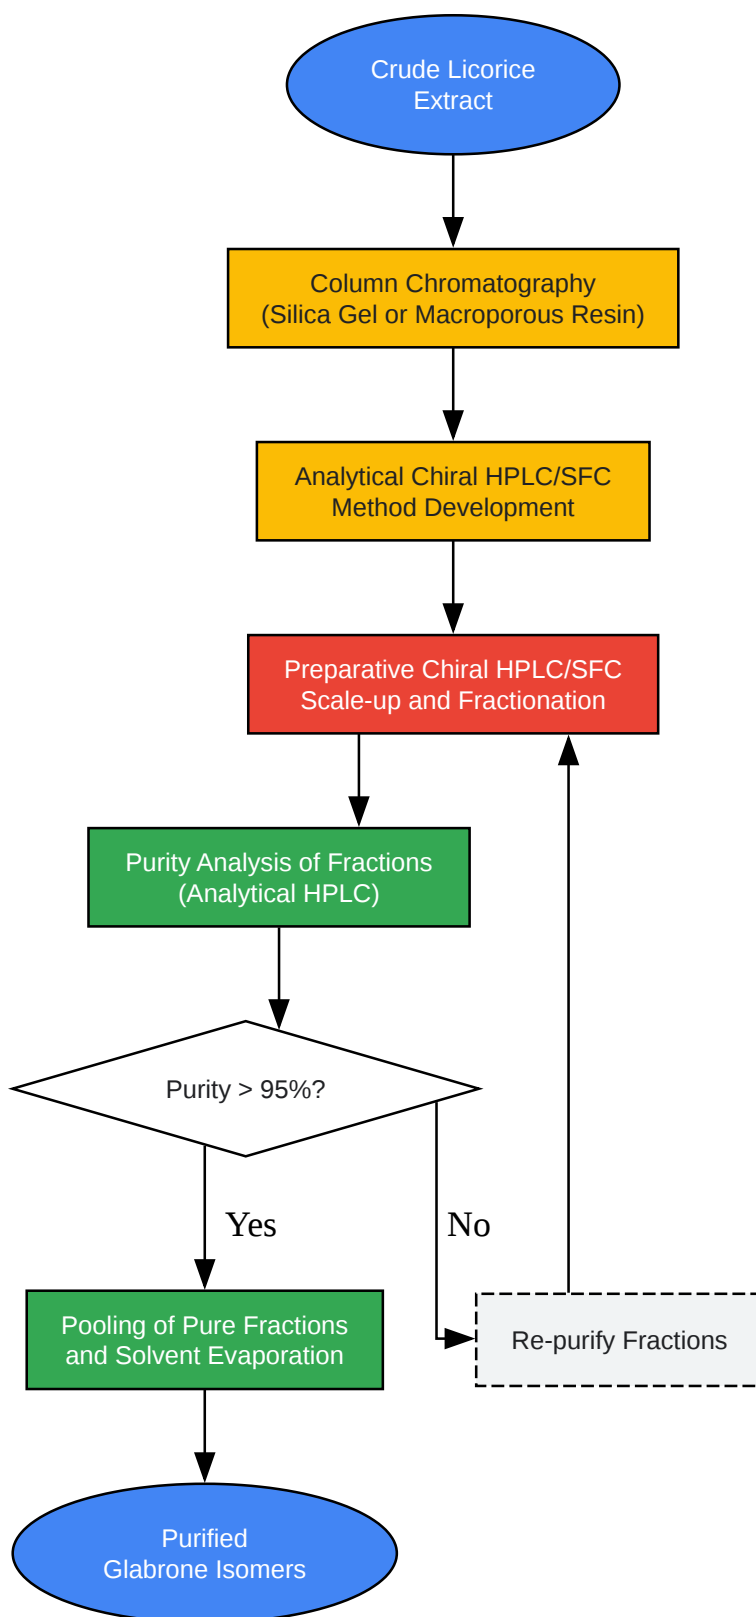 Crude Licorice
Extract
Column Chromatography
(Silica Gel or Macroporous Resin)
Analytical Chiral HPLC/SFC
Method Development
Preparative Chiral HPLC/SFC
Scale-up and Fractionation
Purity Analysis of Fractions
(Analytical HPLC)
Purity > 95%?
Yes
No
Pooling of Pure Fractions
and Solvent Evaporation
Re-purify Fractions
Purified
Glabrone Isomers